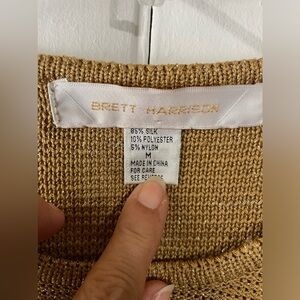 BRETT HARRISON
85% SILK
10% POLYESTER
5% NYLON
M
MADE IN CHINA
FOR CARE
SEE REVERSE